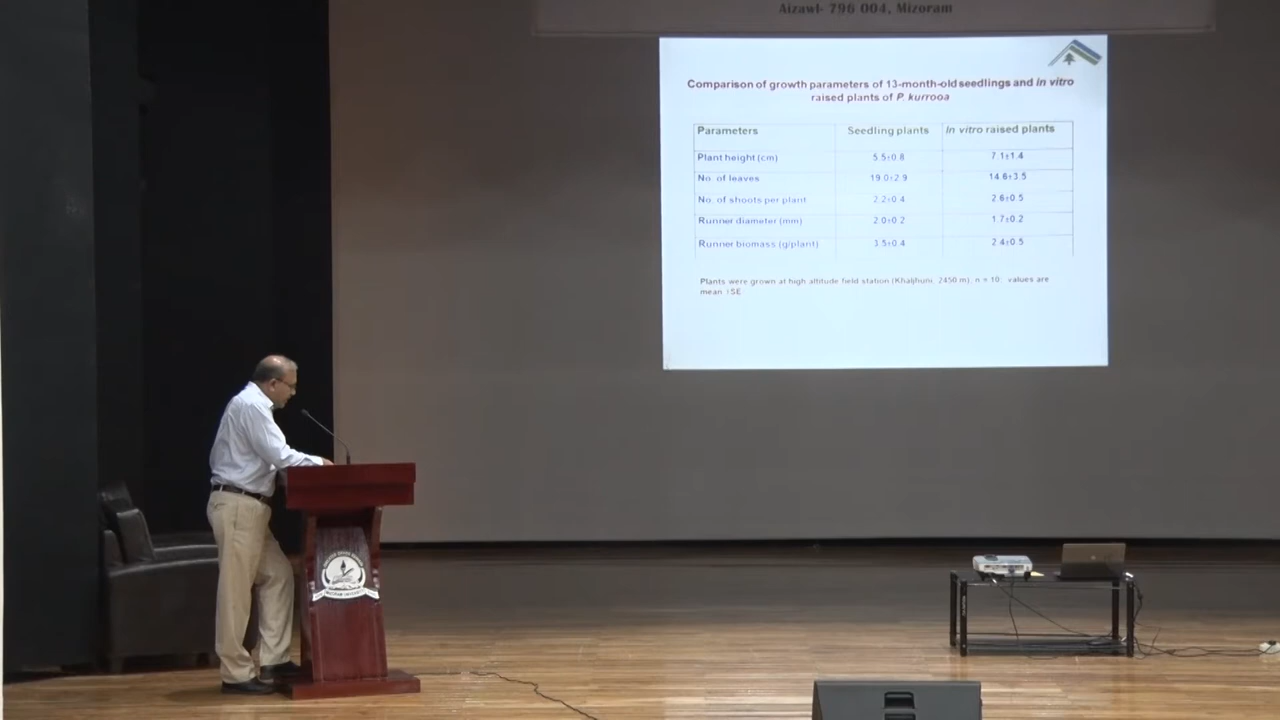 Aizawl- 796 004, Mizoram
Comparison of growth parameters of 13-month-old seedlings and in vitro
raised plants of P. kurrooa
Parameters Seedling plants In vitro raised plants
Plant height (cm) 5.5±0.8 7.1±1.4
No. of leaves 19.0±2.9 14.6±3.5
No. of shoots per plant 2.2±0.4 2.6±0.5
Runner diameter (mm) 2.0±0.2 1.7±0.2
Runner biomass (g/plant) 3.5±0.4 2.4±0.5
Plants were grown at high altitude field station (Khaljhuni, 2450 m), n = 10; values are
mean ±SE
MIZORAM UNIVERSITY